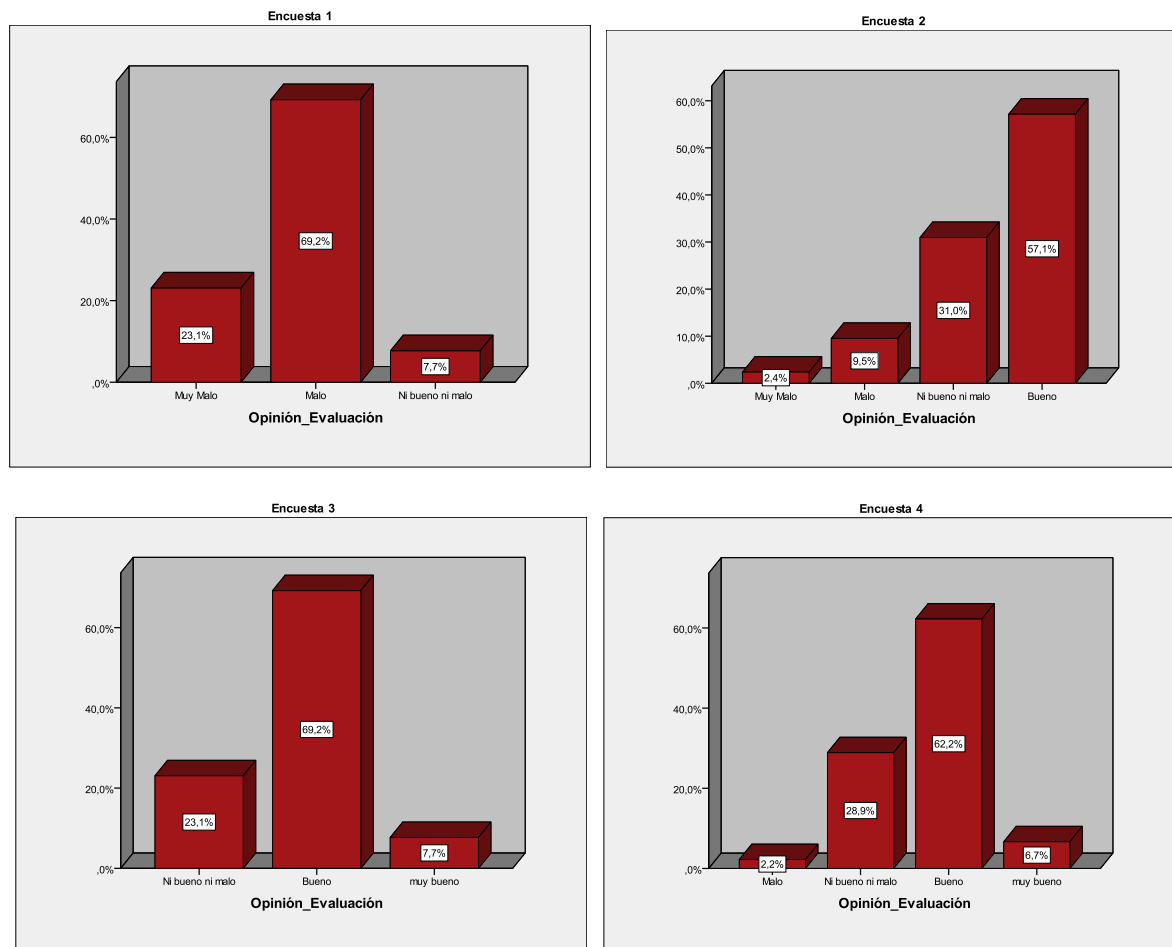 Encuesta 1
60,0%
40,0%
20,0%
,0%
69,2%
23,1%
7,7%
Muy Malo
Malo
Ni bueno ni malo
Opinión_Evaluación
Encuesta 2
60,0%
50,0%
40,0%
30,0%
20,0%
10,0%
,0%
57,1%
31,0%
9,5%
2,4%
Muy Malo
Malo
Ni bueno ni malo
Bueno
Opinión_Evaluación
Encuesta 3
60,0%
40,0%
20,0%
,0%
69,2%
23,1%
7,7%
Ni bueno ni malo
Bueno
muy bueno
Opinión_Evaluación
Encuesta 4
60,0%
40,0%
20,0%
,0%
62,2%
28,9%
6,7%
2,2%
Malo
Ni bueno ni malo
Bueno
muy bueno
Opinión_Evaluación